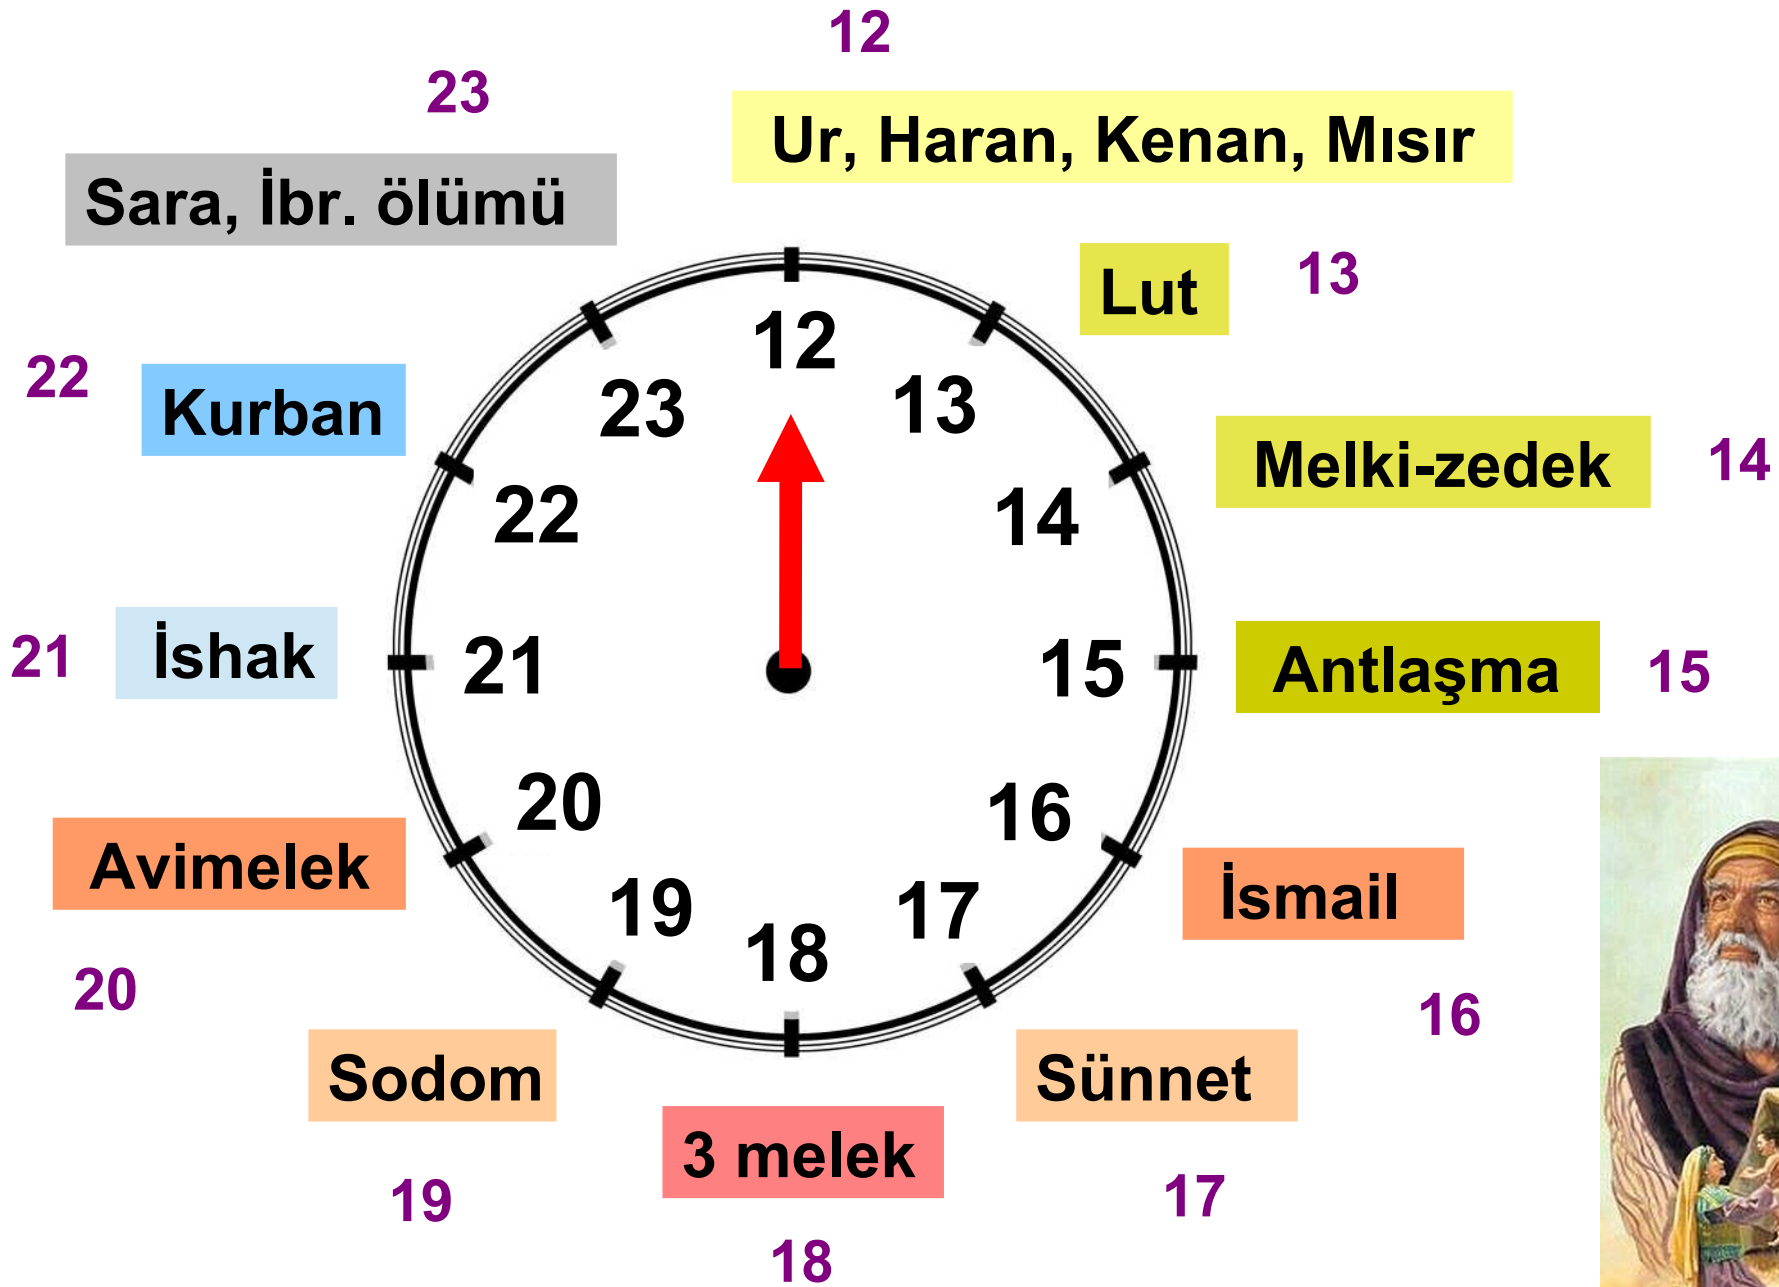 12
23
Ur, Haran, Kenan, Mısır
Sara, İbr. ölümü
Lut
13
12
23
13
22
Kurban
Melki-zedek
14
22
14
21
İshak
21
15
Antlaşma
15
20
16
Avimelek
İsmail
19
17
18
20
16
Sodom
Sünnet
3 melek
19
17
18